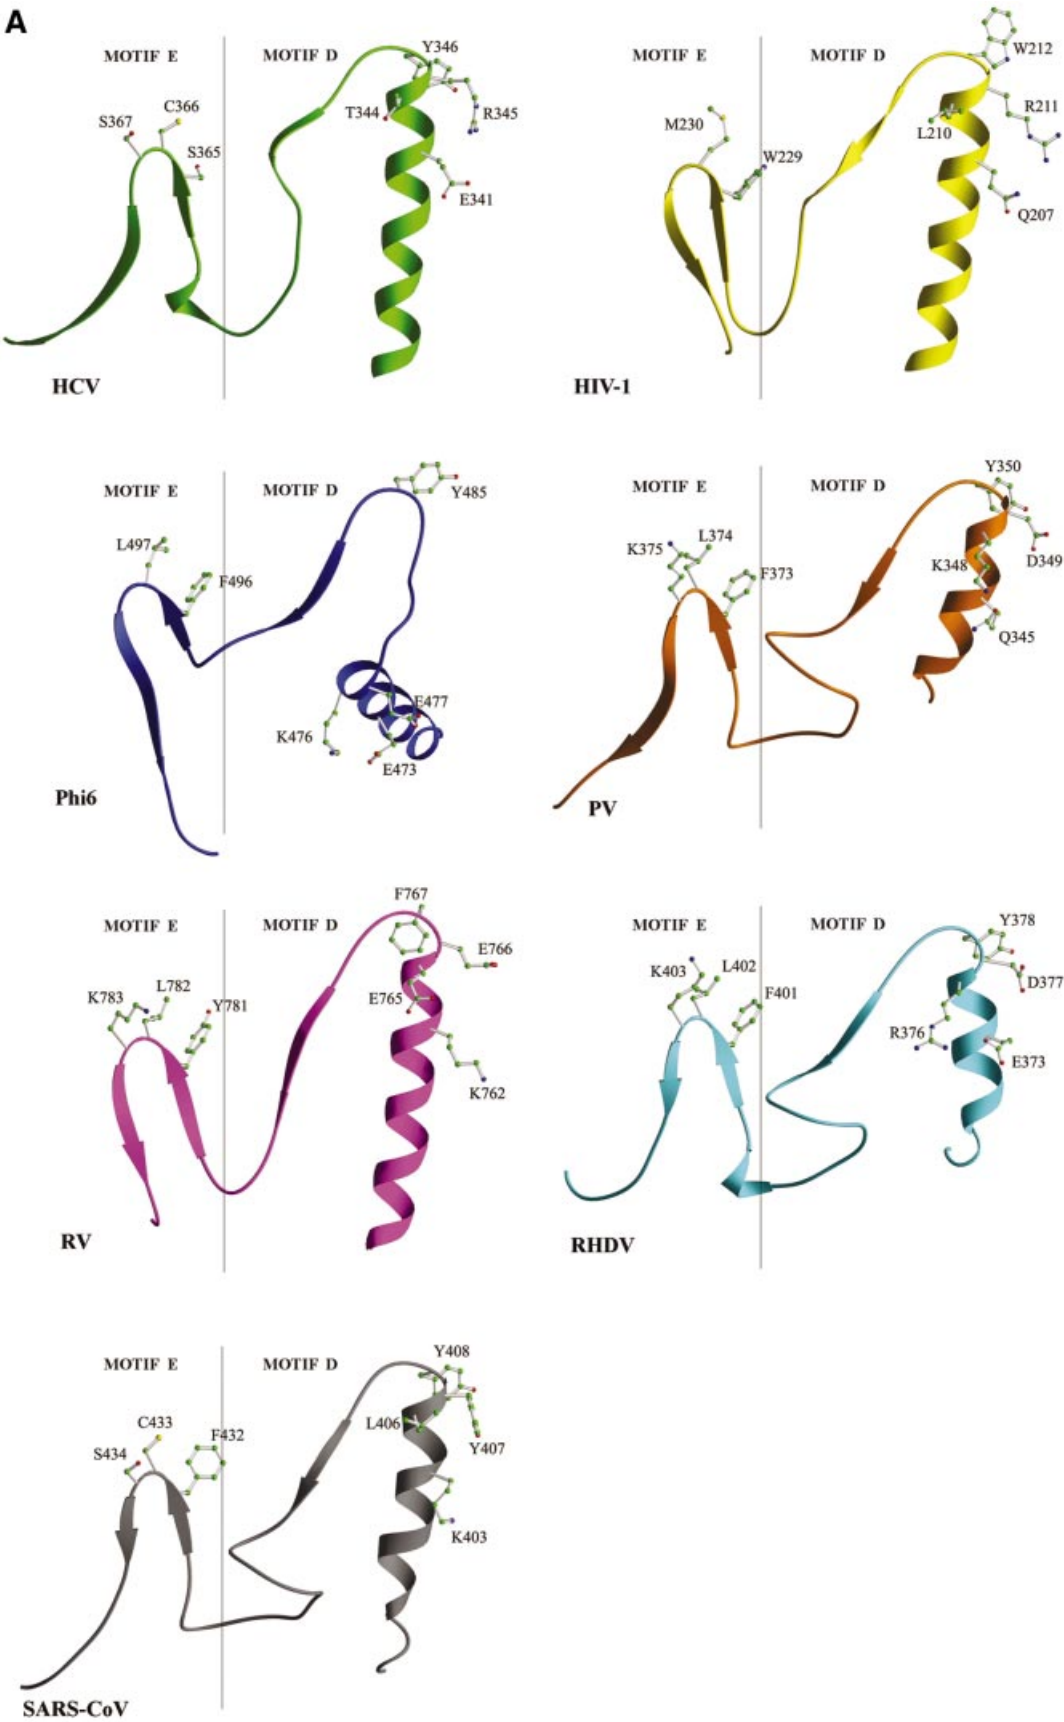 A
MOTIF E
MOTIF D
Y346
T344
R345
C366
S367
S365
E341
HCV
MOTIF E
MOTIF D
W212
R211
L210
M230
W229
Q207
HIV-1
MOTIF E
MOTIF D
Y485
L497
F496
E477
K476
E473
Phi6
MOTIF E
MOTIF D
Y350
L374
K375
F373
K348
D349
Q345
PV
MOTIF E
MOTIF D
F767
E766
L782
K783
Y781
E765
K762
RV
MOTIF E
MOTIF D
Y378
L402
K403
F401
D377
R376
E373
RHDV
MOTIF E
MOTIF D
Y408
C433
L406
F432
S434
Y407
K403
SARS-CoV